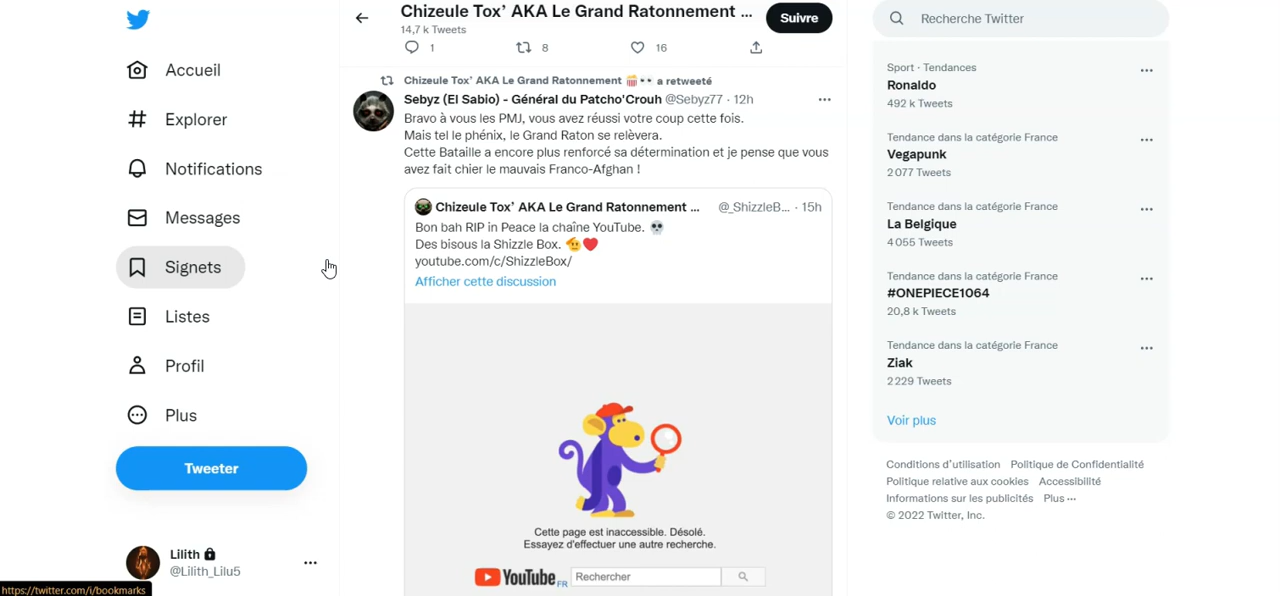 Accueil
Explorer
Notifications
Messages
Signets
Listes
Profil
Plus
Tweeter
Lilith
@Lilith_Lilu5
https://twitter.com/i/bookmarks
Chizeule Tox’ AKA Le Grand Ratonnement ...
14,7 k Tweets
Suivre
1
8
16
Chizeule Tox’ AKA Le Grand Ratonnement 🍿👀 a retweeté
Sebyz (El Sabio) - Général du Patcho'Crouh @Sebyz77 · 12h
Bravo à vous les PMJ, vous avez réussi votre coup cette fois.
Mais tel le phénix, le Grand Raton se relèvera.
Cette Bataille a encore plus renforcé sa détermination et je pense que vous
avez fait chier le mauvais Franco-Afghan !
Chizeule Tox’ AKA Le Grand Ratonnement ... @_ShizzleB... · 15h
Bon bah RIP in Peace la chaîne YouTube. 💀
Des bisous la Shizzle Box. 🫡❤️
youtube.com/c/ShizzleBox/
Afficher cette discussion
Cette page est inaccessible. Désolé.
Essayez d'effectuer une autre recherche.
YouTube FR Rechercher
Recherche Twitter
Sport · Tendances
Ronaldo
492 k Tweets
Tendance dans la catégorie France
Vegapunk
2 077 Tweets
Tendance dans la catégorie France
La Belgique
4 055 Tweets
Tendance dans la catégorie France
#ONEPIECE1064
20,8 k Tweets
Tendance dans la catégorie France
Ziak
2 229 Tweets
Voir plus
Conditions d’utilisation Politique de Confidentialité
Politique relative aux cookies Accessibilité
Informations sur les publicités Plus ···
© 2022 Twitter, Inc.